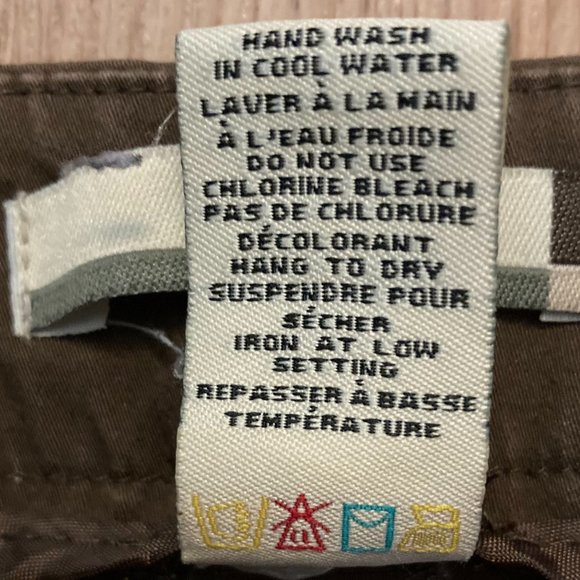 HAND WASH
IN COOL WATER
LAVER À LA MAIN
À L'EAU FROIDE
DO NOT USE
CHLORINE BLEACH
PAS DE CHLORURE
DÉCOLORANT
HANG TO DRY
SUSPENDRE POUR
SÉCHER
IRON AT LOW
SETTING
REPASSER À BASSE
TEMPÉRATURE